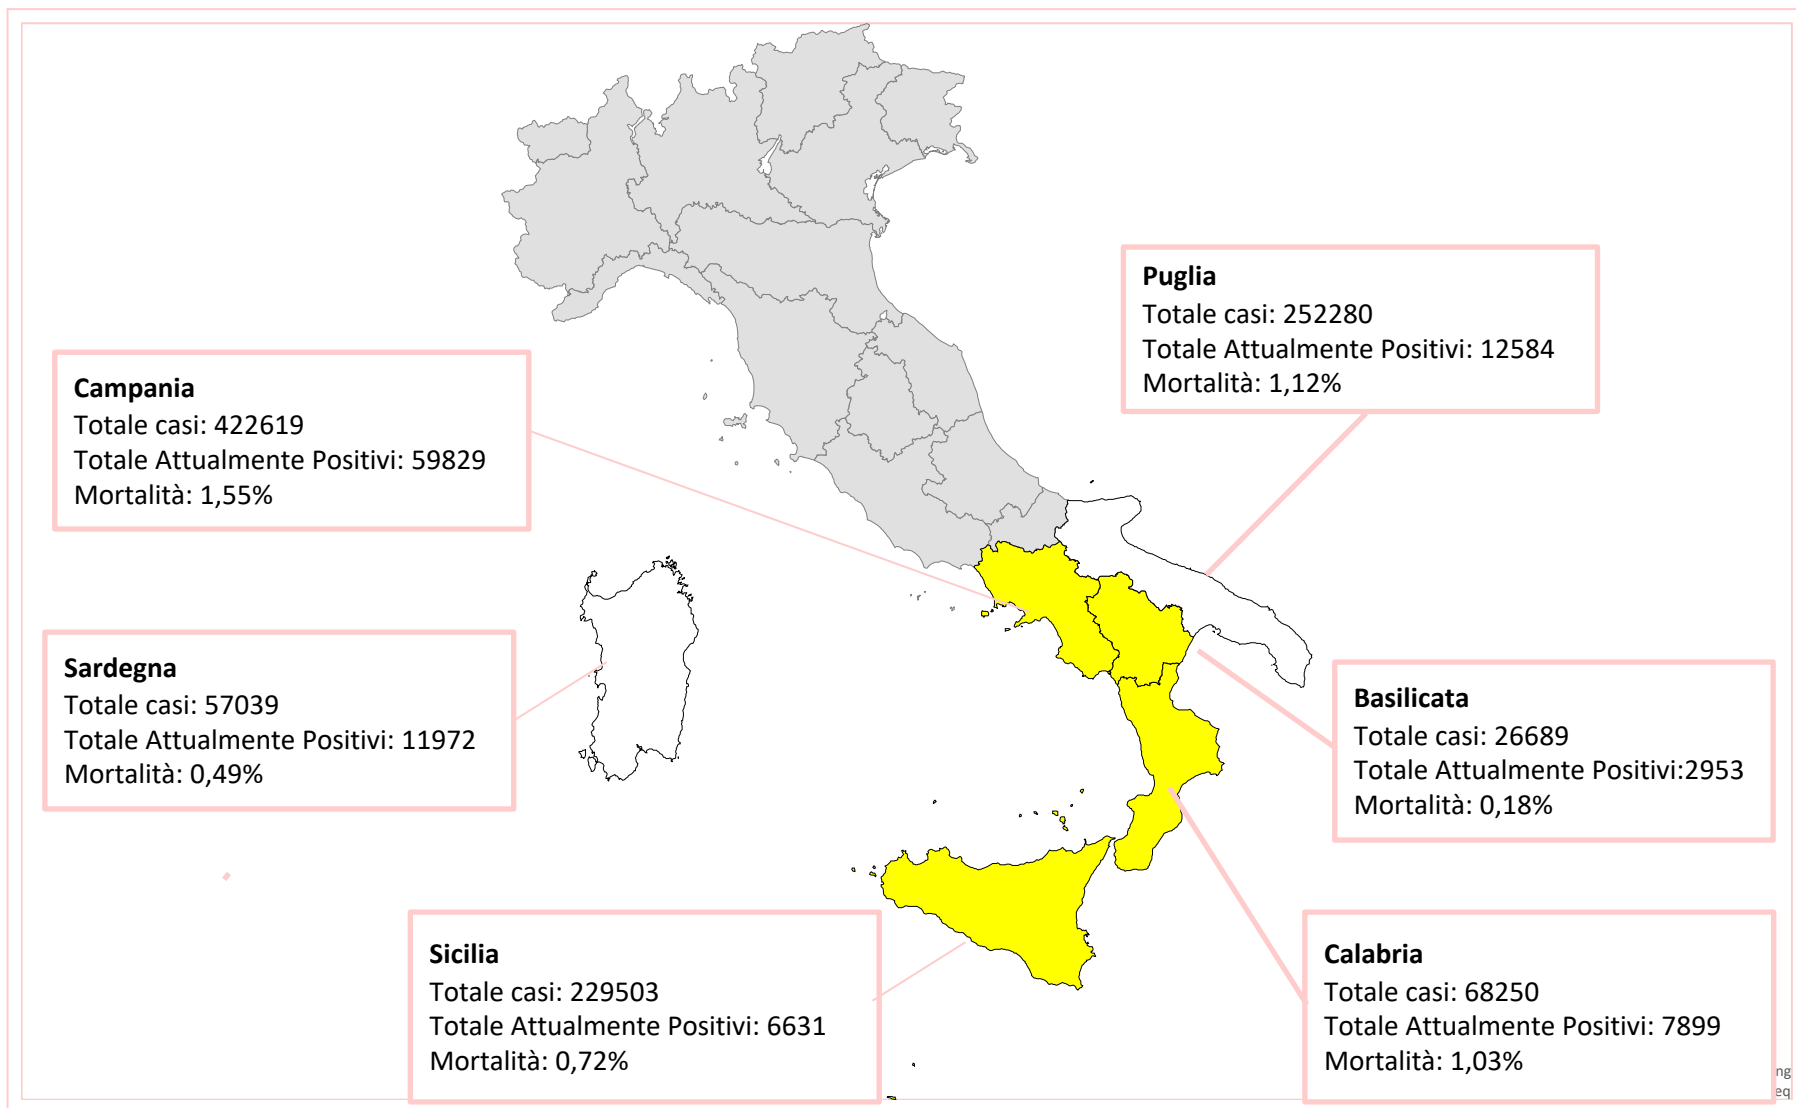 Puglia
Totale casi: 252280
Totale Attualmente Positivi: 12584
Mortalità: 1,12%
Campania
Totale casi: 422619
Totale Attualmente Positivi: 59829
Mortalità: 1,55%
Sardegna
Totale casi: 57039
Totale Attualmente Positivi: 11972
Mortalità: 0,49%
Basilicata
Totale casi: 26689
Totale Attualmente Positivi:2953
Mortalità: 0,18%
Sicilia
Totale casi: 229503
Totale Attualmente Positivi: 6631
Mortalità: 0,72%
Calabria
Totale casi: 68250
Totale Attualmente Positivi: 7899
Mortalità: 1,03%
ng
eq